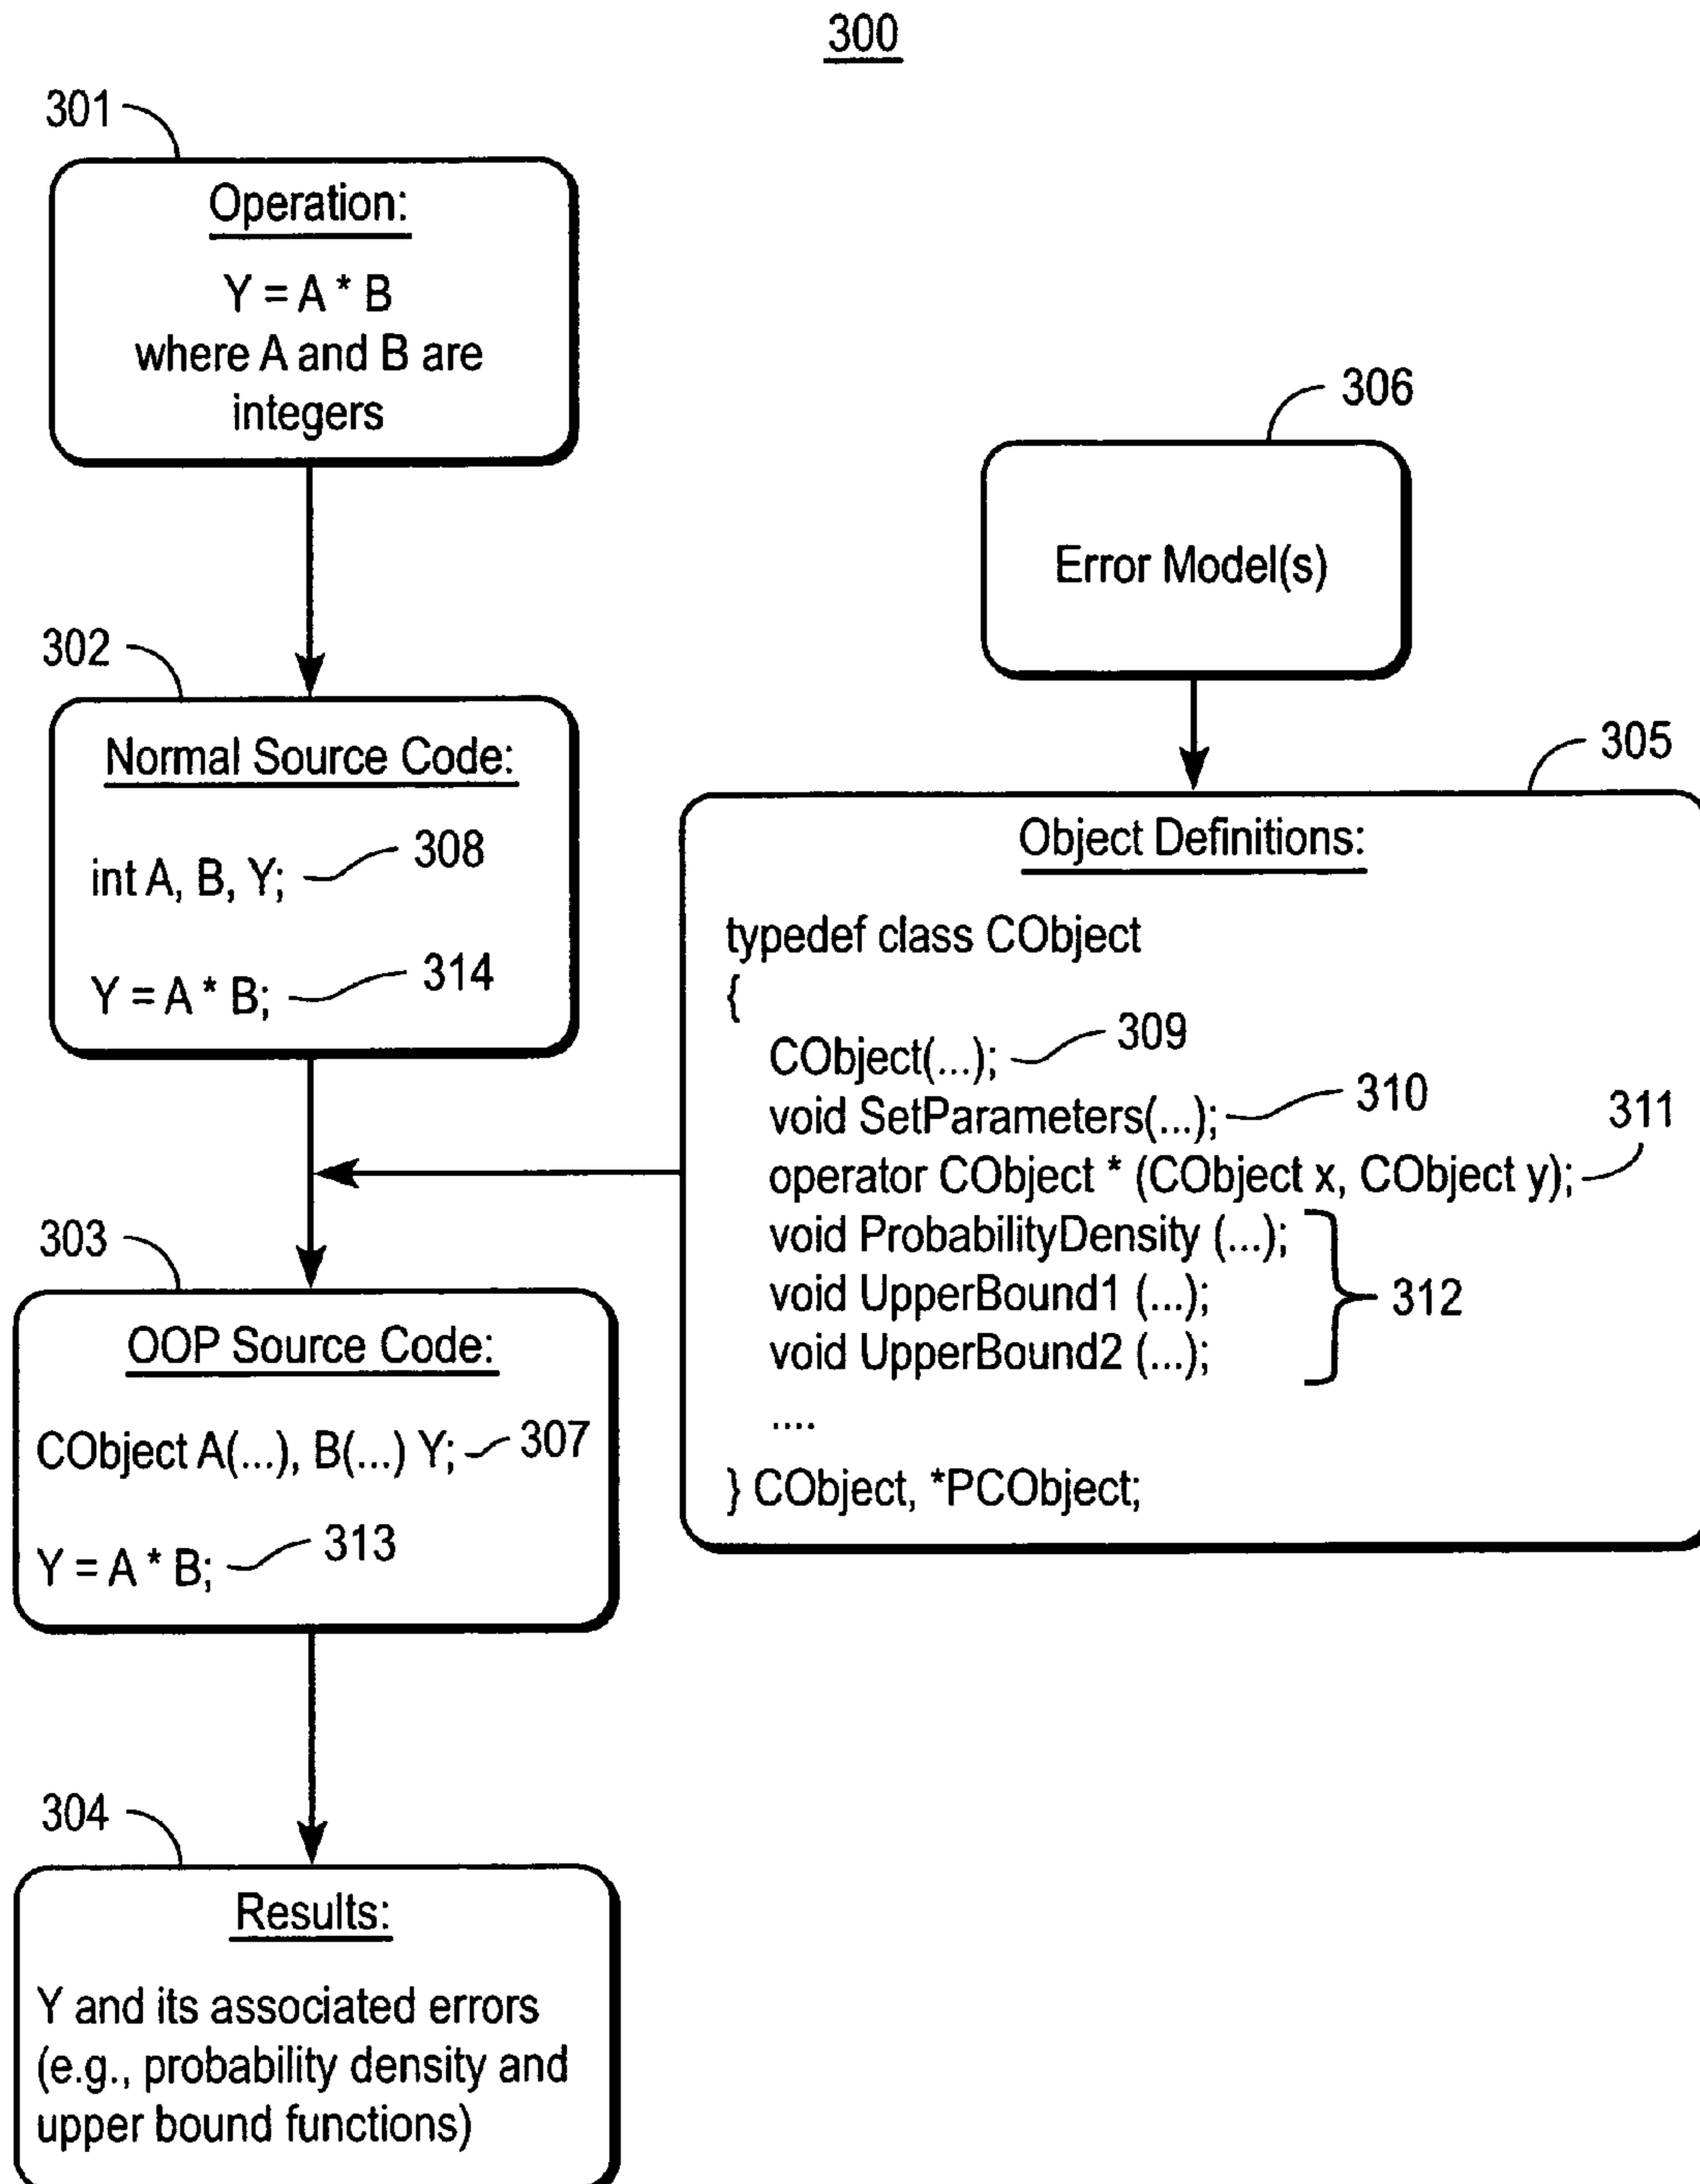 300
301
Operation:
Y = A * B
where A and B are
integers
306
Error Model(s)
302
Normal Source Code:
int A, B, Y;
308
Y = A * B;
314
305
Object Definitions:
typedef class CObject
{
CObject(...);
309
void SetParameters(...);
310
operator CObject * (CObject x, CObject y);
311
void ProbabilityDensity (...);
void UpperBound1 (...);
void UpperBound2 (...);
312
....
} CObject, *PCObject;
303
OOP Source Code:
CObject A(...), B(...) Y;
307
Y = A * B;
313
304
Results:
Y and its associated errors
(e.g., probability density and
upper bound functions)